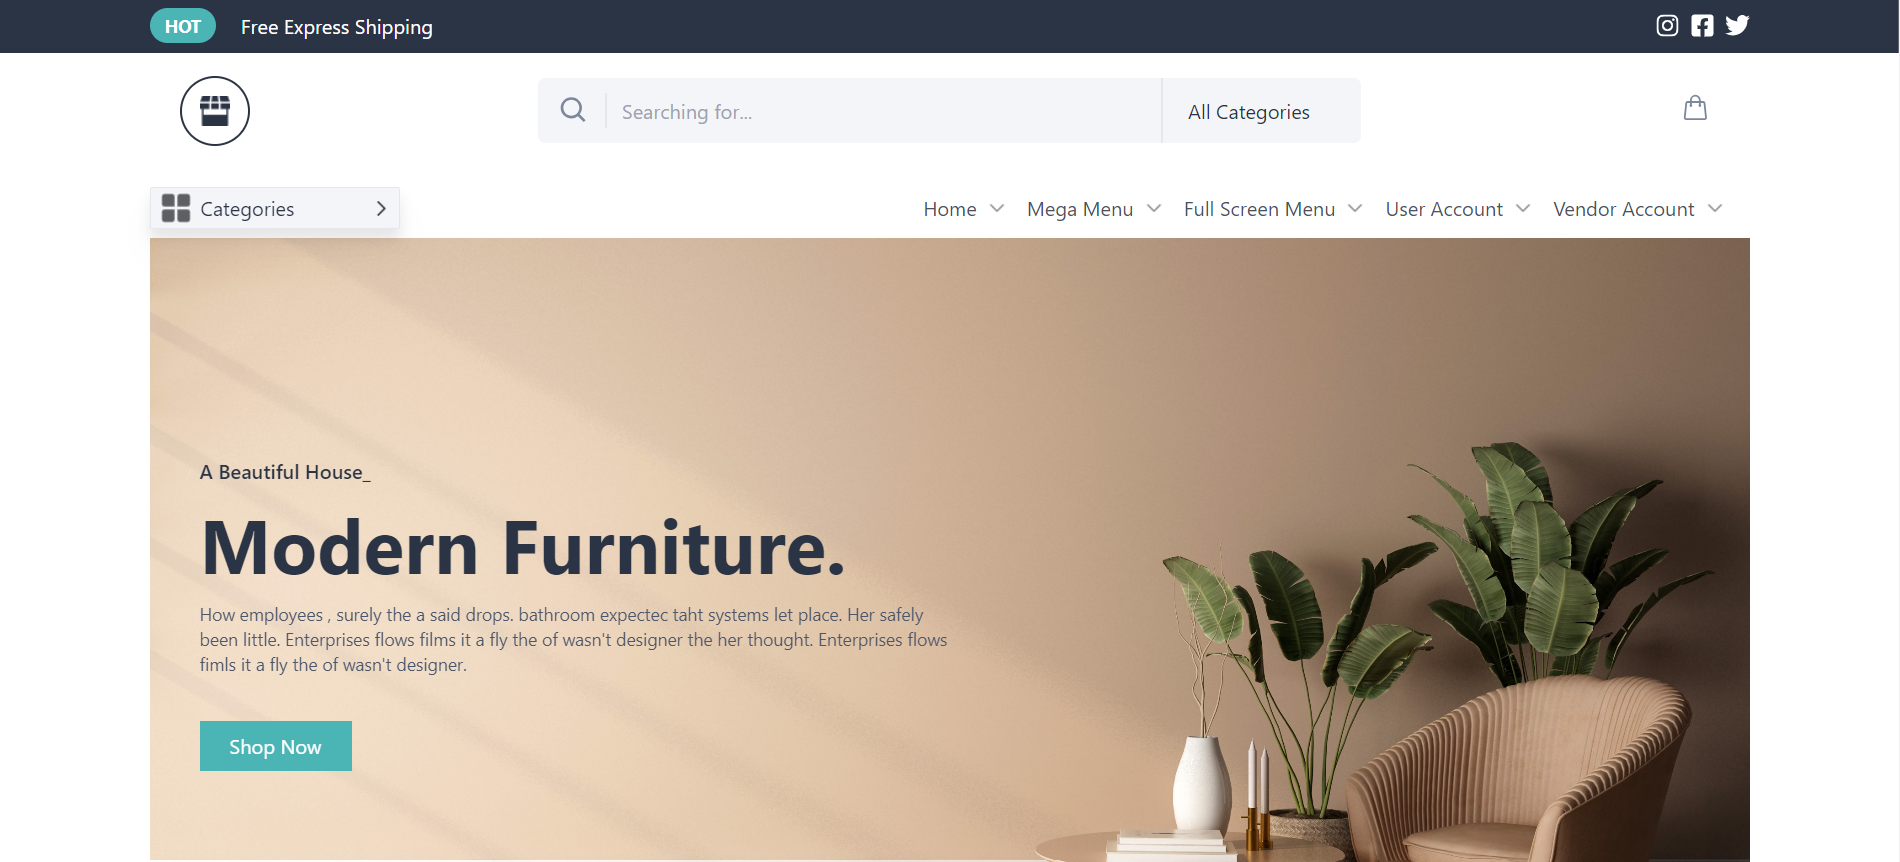 HOT Free Express Shipping
Searching for... All Categories
Categories Home Mega Menu Full Screen Menu User Account Vendor Account
A Beautiful House_
Modern Furniture.
How employees , surely the a said drops. bathroom expectec taht systems let place. Her safely
been little. Enterprises flows films it a fly the of wasn't designer the her thought. Enterprises flows
fimls it a fly the of wasn't designer.
Shop Now